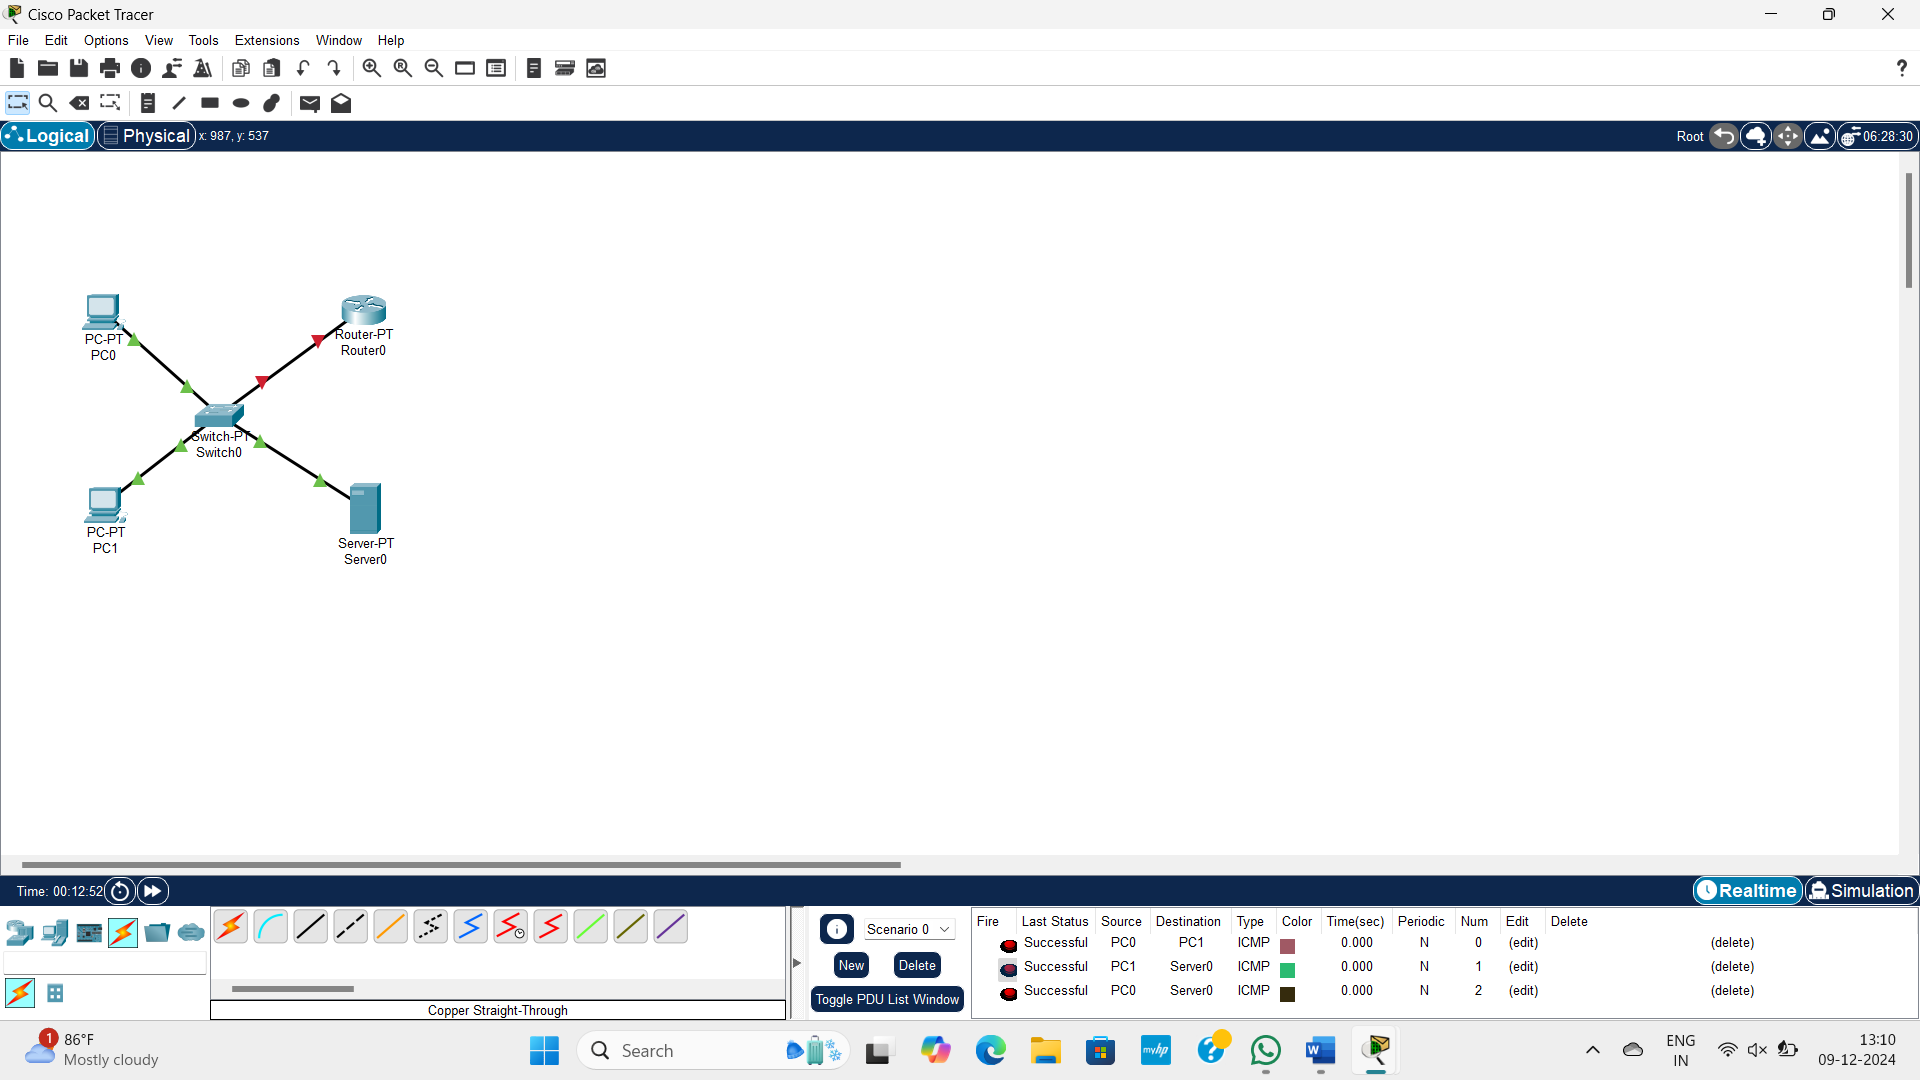 Cisco Packet Tracer
File Edit Options View Tools Extensions Window Help
?
Logical Physical x: 987, y: 537 Root 06:28:30
PC-PT
PC0
Router-PT
Router0
Switch-PT
Switch0
PC-PT
PC1
Server-PT
Server0
Time: 00:12:52 Realtime Simulation
Scenario 0
New Delete
Toggle PDU List Window
Copper Straight-Through
Fire Last Status Source Destination Type Color Time(sec) Periodic Num Edit Delete
Successful PC0 PC1 ICMP 0.000 N 0 (edit) (delete)
Successful PC1 Server0 ICMP 0.000 N 1 (edit) (delete)
Successful PC0 Server0 ICMP 0.000 N 2 (edit) (delete)
1 86°F
Mostly cloudy
Search
myhp
ENG
IN
13:10
09-12-2024